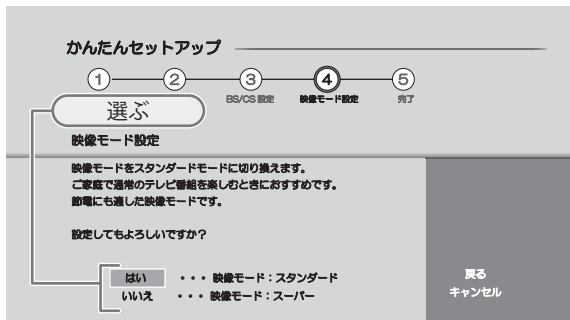 かんたんセットアップ
1 2 3 4 5
BS/CS 設定 映像モード設定 完了
選ぶ
映像モード設定
映像モードをスタンダードモードに切り換えます。
ご家庭で通常のテレビ番組を楽しむときにおすすめです。
節電にも適した映像モードです。
設定してもよろしいですか？
はい ・・・ 映像モード：スタンダード
いいえ ・・・ 映像モード：スーパー
戻る
キャンセル